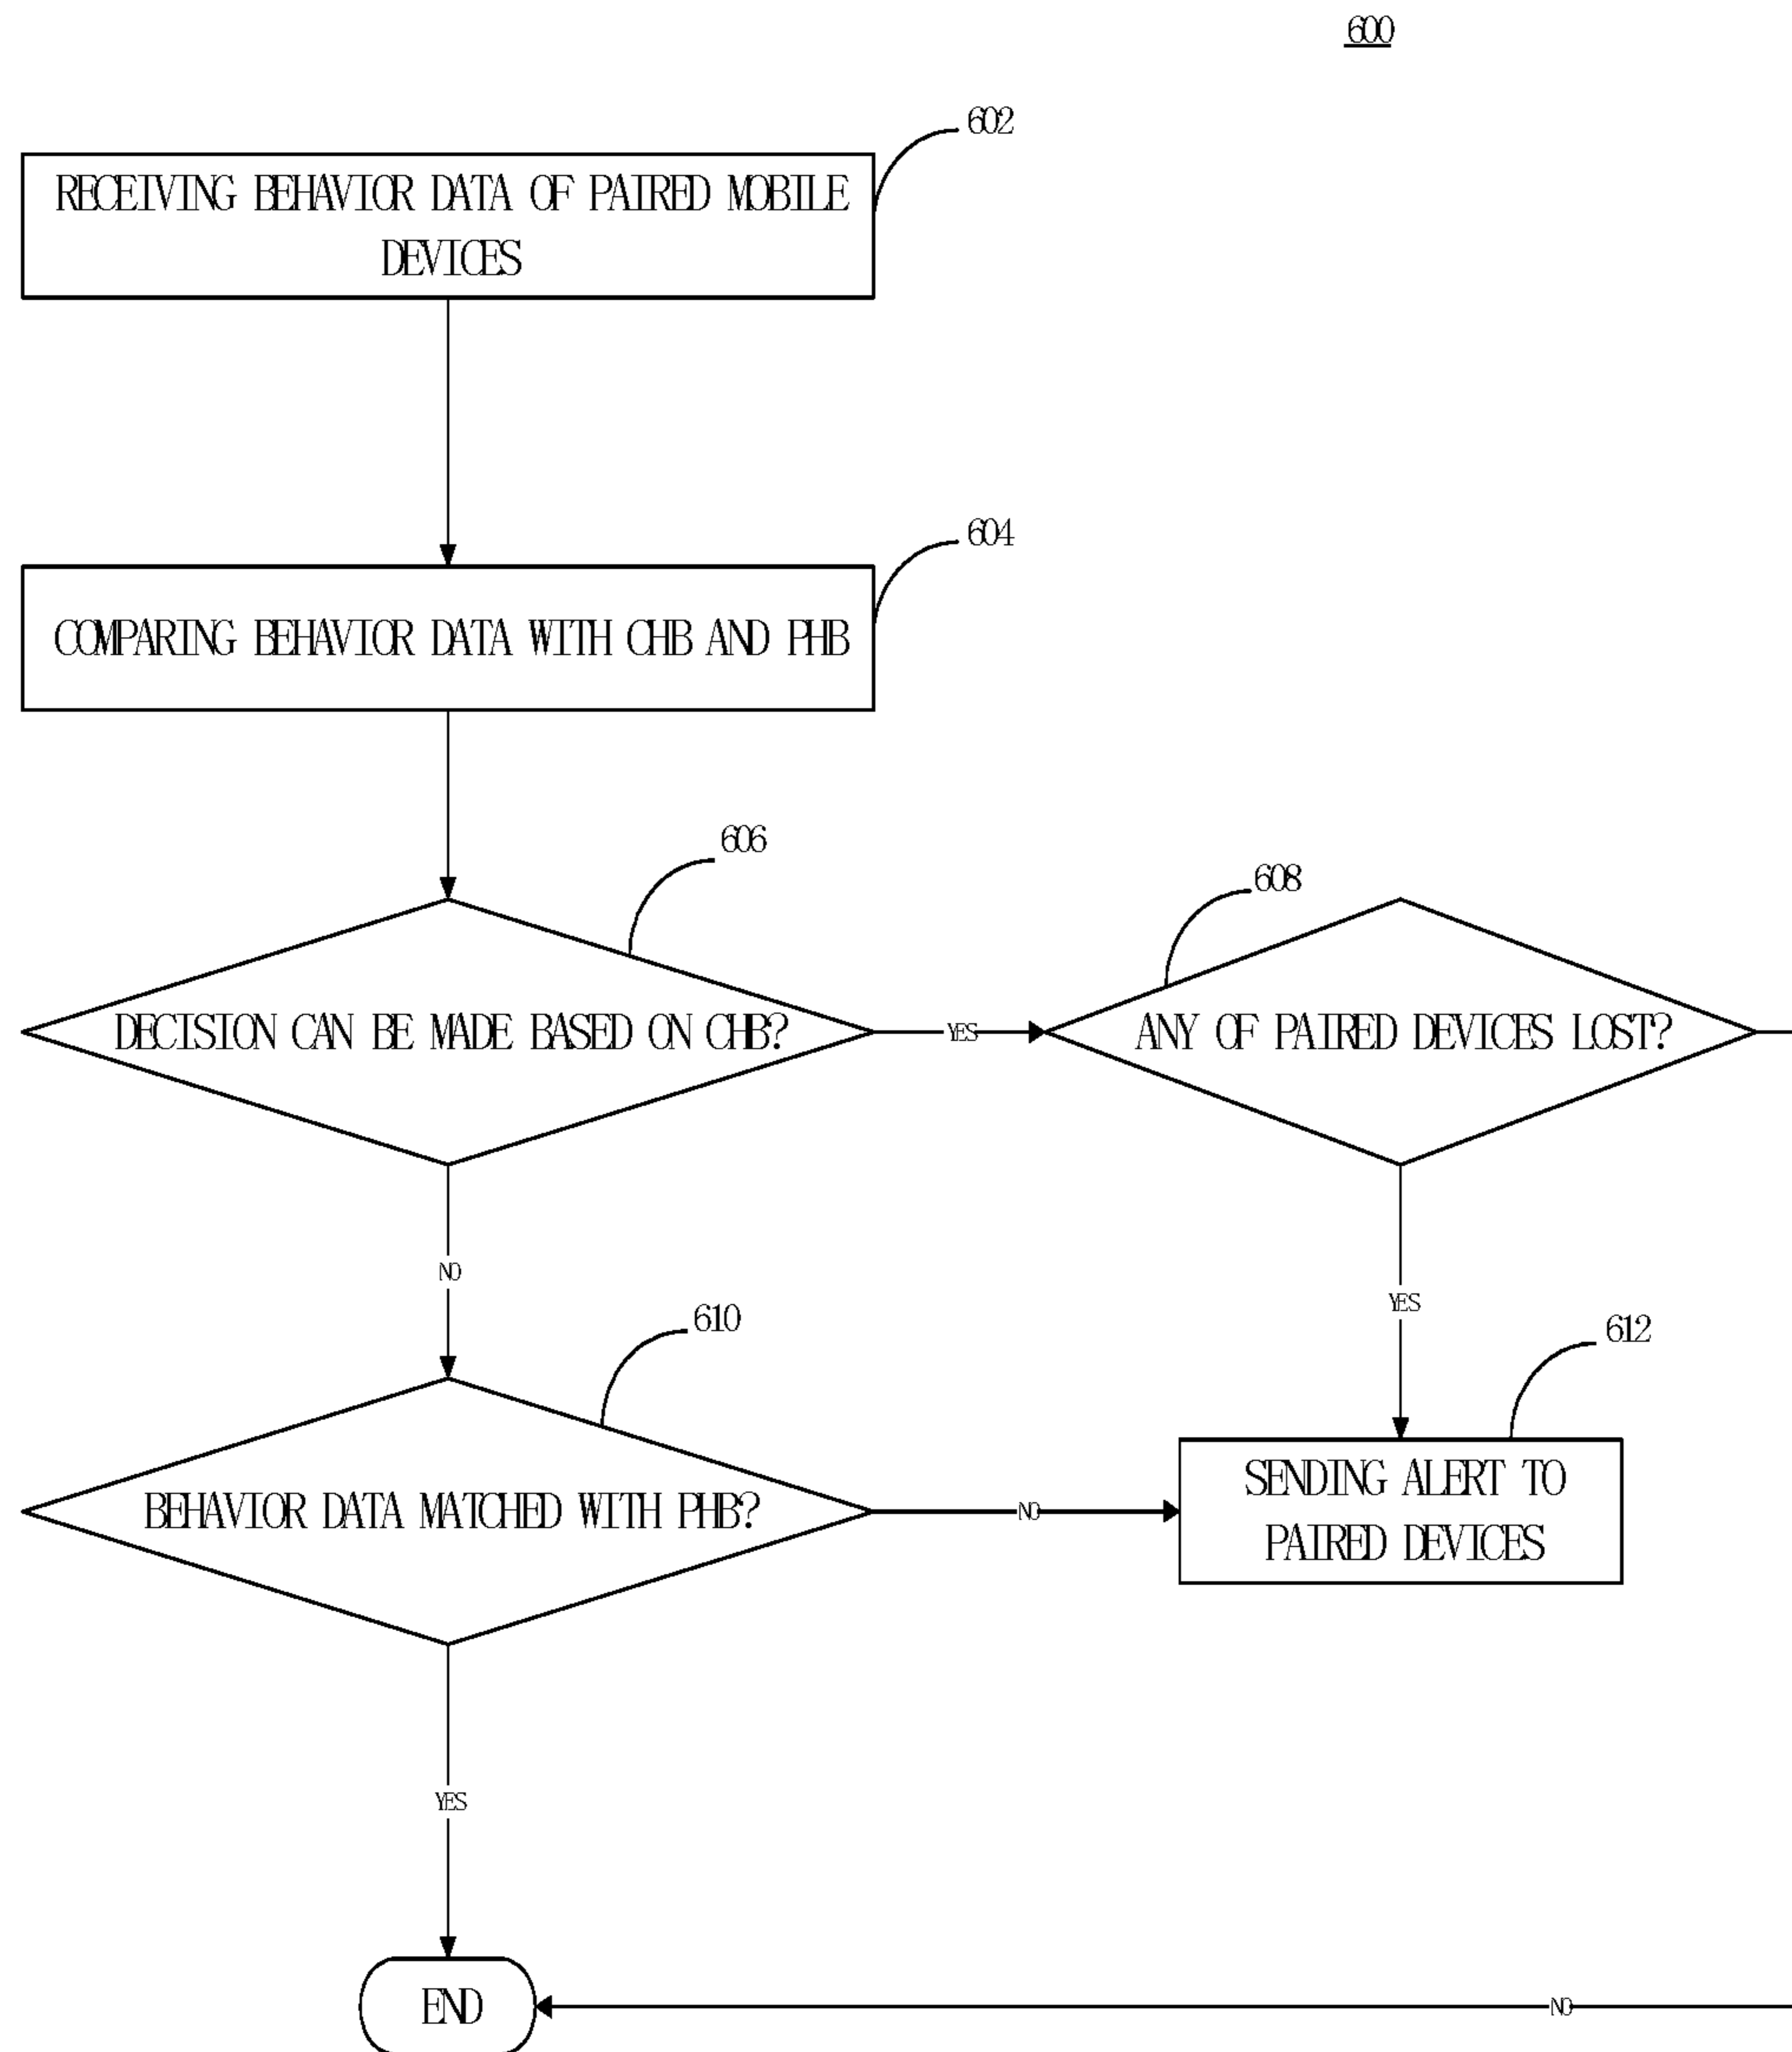 600
602
RECEIVING BEHAVIOR DATA OF PAIRED MOBILE
DEVICES
604
COMPARING BEHAVIOR DATA WITH CHB AND PHB
606
608
DECISION CAN BE MADE BASED ON CHB?
YES
ANY OF PAIRED DEVICES LOST?
NO
YES
610
612
BEHAVIOR DATA MATCHED WITH PHB?
NO
SENDING ALERT TO
PAIRED DEVICES
YES
END
NO